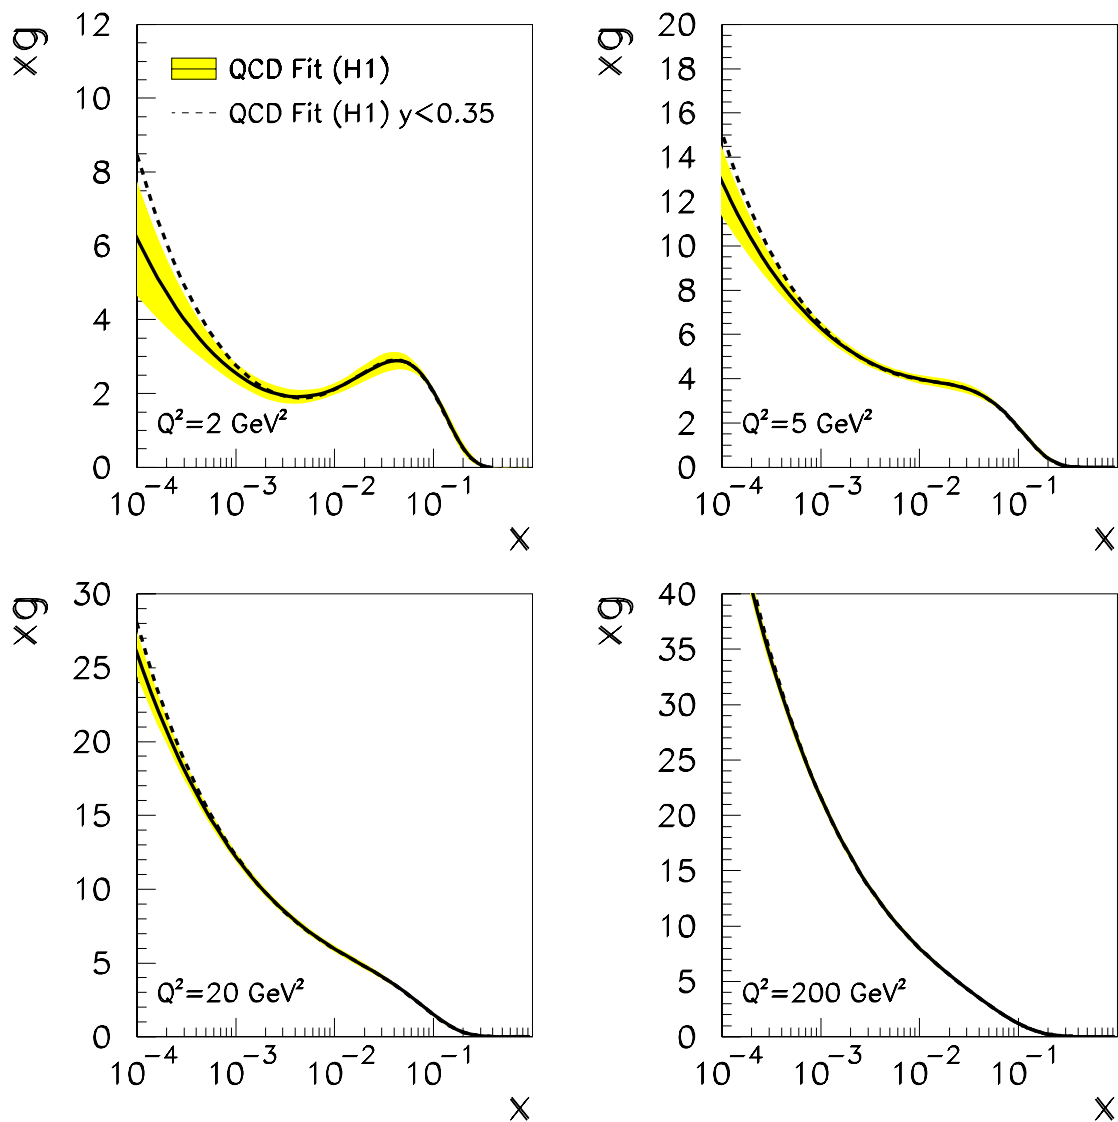 xg
12
10
8
6
4
2
0
QCD Fit (H1)
QCD Fit (H1) y<0.35
Q²=2 GeV²
10⁻⁴ 10⁻³ 10⁻² 10⁻¹
x
xg
20
18
16
14
12
10
8
6
4
2
0
Q²=5 GeV²
10⁻⁴ 10⁻³ 10⁻² 10⁻¹
x
xg
30
25
20
15
10
5
0
Q²=20 GeV²
10⁻⁴ 10⁻³ 10⁻² 10⁻¹
x
xg
40
35
30
25
20
15
10
5
0
Q²=200 GeV²
10⁻⁴ 10⁻³ 10⁻² 10⁻¹
x